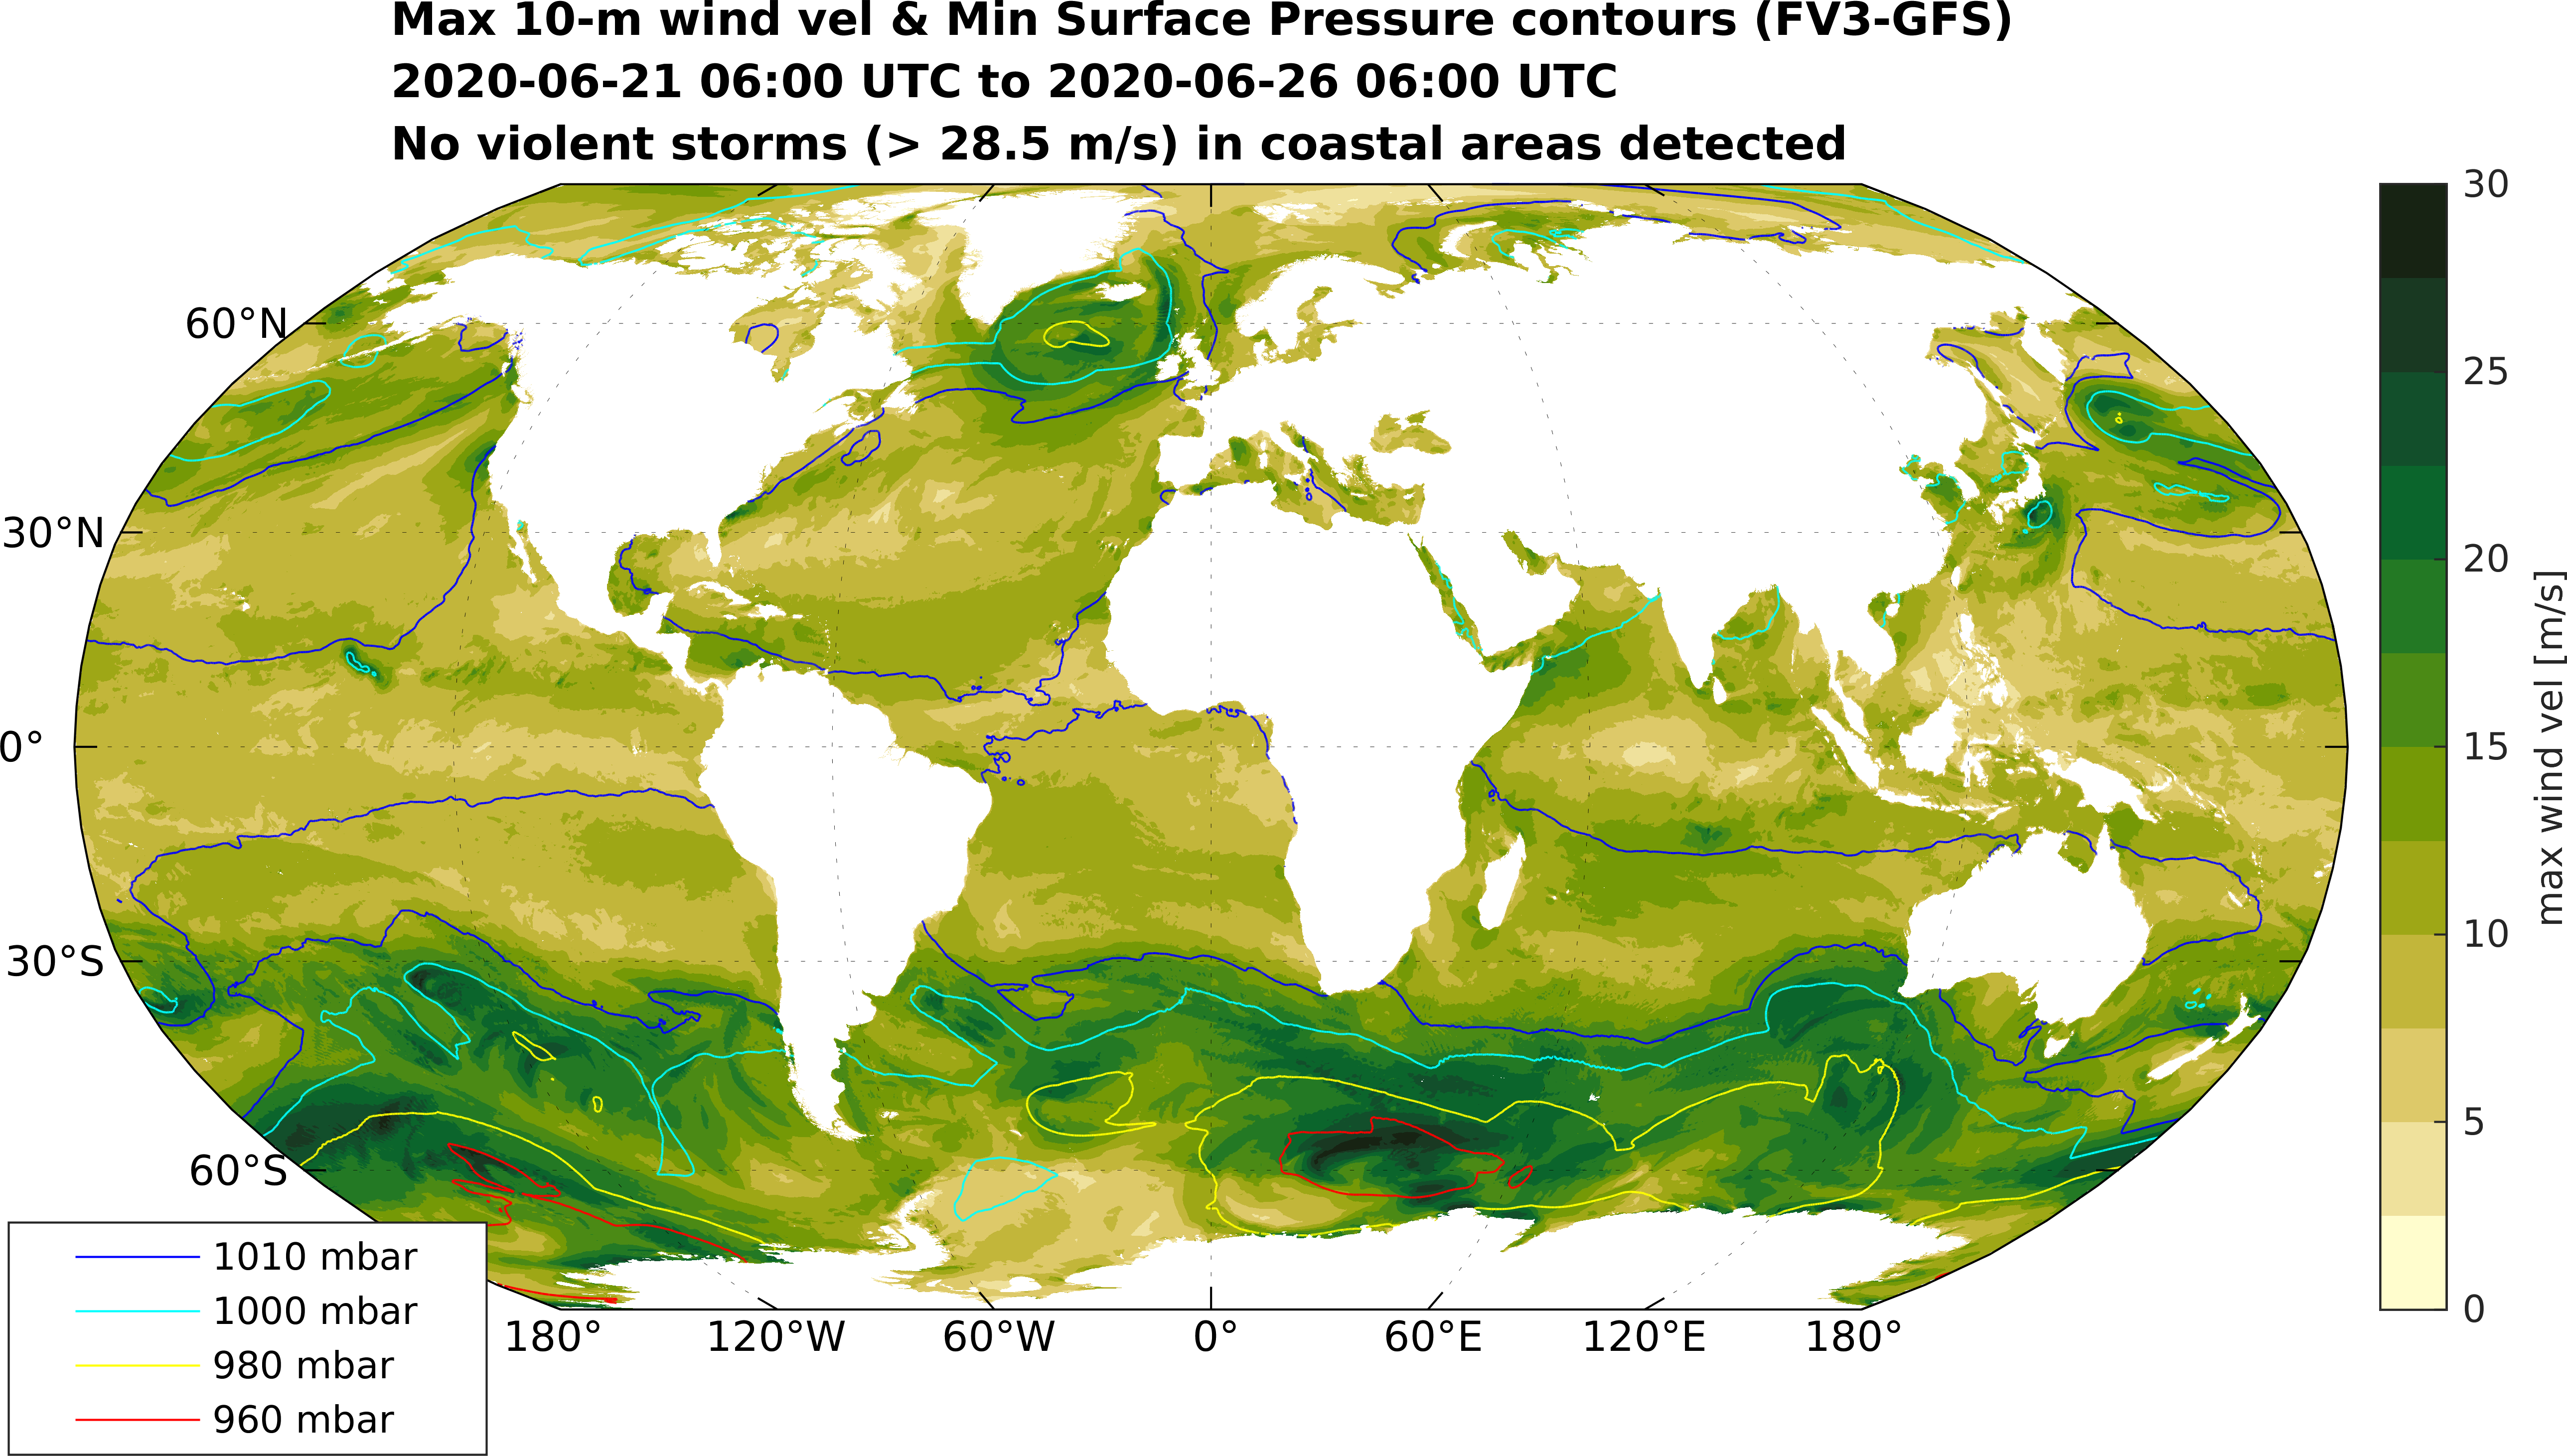 Max 10-m wind vel & Min Surface Pressure contours (FV3-GFS)
2020-06-21 06:00 UTC to 2020-06-26 06:00 UTC
No violent storms (> 28.5 m/s) in coastal areas detected
60°N
30°N
0°
30°S
60°S
180°
120°W
60°W
0°
60°E
120°E
180°
1010 mbar
1000 mbar
980 mbar
960 mbar
30
25
20
15
10
5
0
max wind vel [m/s]